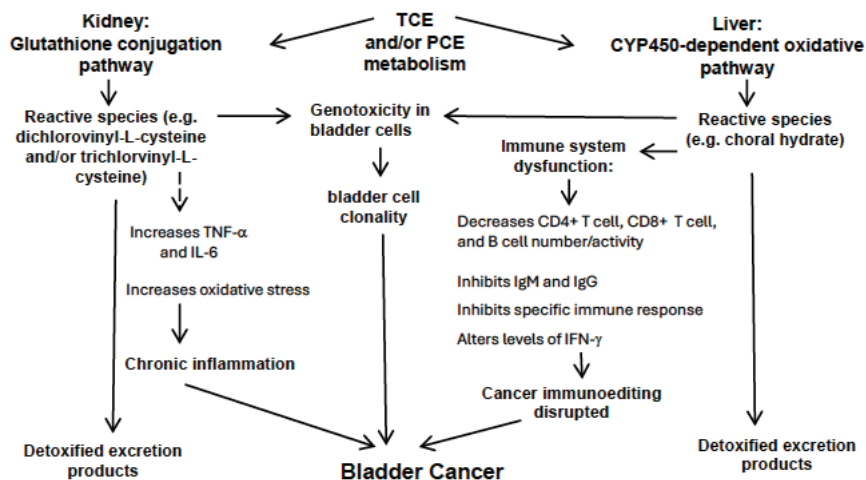 Kidney:
Glutathione conjugation
pathway
TCE
and/or PCE
metabolism
Liver:
CYP450-dependent oxidative
pathway
Reactive species (e.g.
dichlorovinyl-L-cysteine
and/or trichlorvinyl-L-
cysteine)
Genotoxicity in
bladder cells
Reactive species
(e.g. choral hydrate)
Immune system
dysfunction:
bladder cell
clonality
Increases TNF-α
and IL-6
Decreases CD4+ T cell, CD8+ T cell,
and B cell number/activity
Increases oxidative stress
Inhibits IgM and IgG
Inhibits specific immune response
Alters levels of IFN-γ
Chronic inflammation
Cancer immunoediting
disrupted
Detoxified excretion
products
Bladder Cancer
Detoxified excretion
products